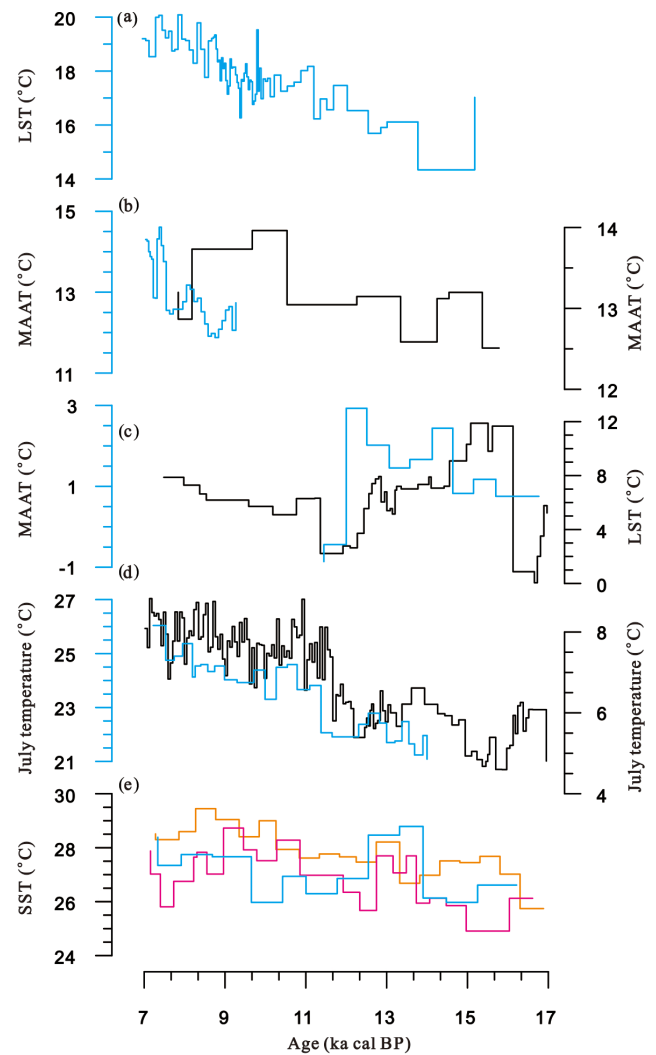 (a)
20
18
16
14
LST (°C)
(b)
15
13
11
MAAT (°C)
14
13
12
MAAT (°C)
(c)
3
1
-1
MAAT (°C)
12
8
4
0
LST (°C)
(d)
27
25
23
21
July temperature (°C)
8
6
4
July temperature (°C)
(e)
30
28
26
24
SST (°C)
7 9 11 13 15 17
Age (ka cal BP)